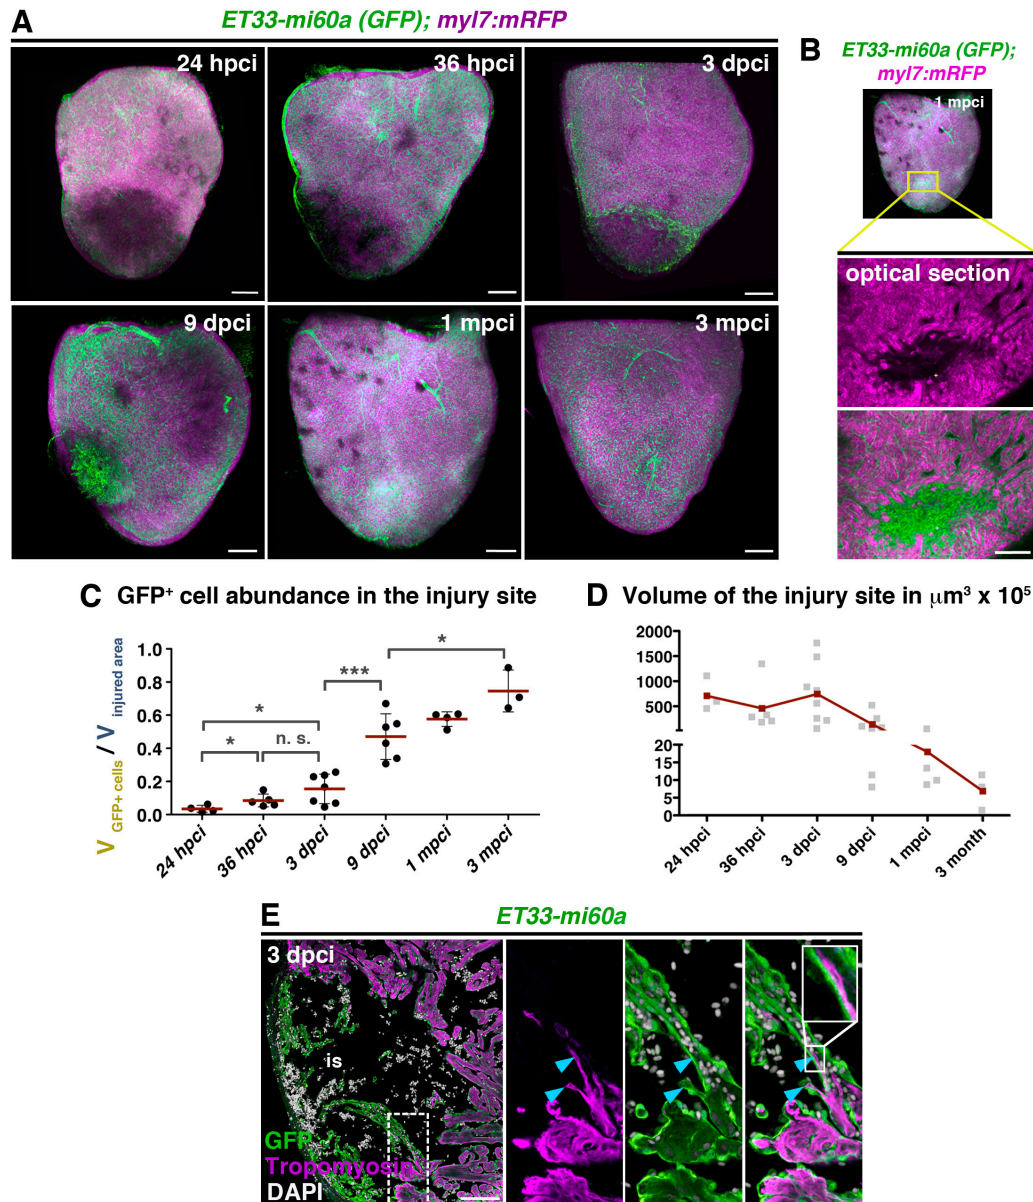 A
ET33-mi60a (GFP); myl7:mRFP
24 hpci
36 hpci
3 dpci
9 dpci
1 mpci
3 mpci
B
ET33-mi60a (GFP);
myl7:mRFP
1 mpci
optical section
C GFP⁺ cell abundance in the injury site
V GFP+ cells / V injured area
1.0
0.8
0.6
0.4
0.2
0.0
*
*
n. s.
***
*
24 hpci
36 hpci
3 dpci
9 dpci
1 mpci
3 mpci
D Volume of the injury site in µm³ x 10⁵
2000
1500
1000
500
20
15
10
5
0
24 hpci
36 hpci
3 dpci
9 dpci
1 mpci
3 month
E
ET33-mi60a
3 dpci
is
GFP
Tropomyosin
DAPI